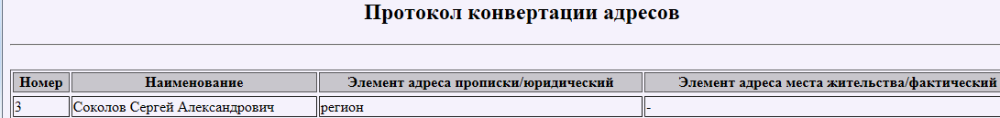 Протокол конвертации адресов
Номер Наименование Элемент адреса прописки/юридический Элемент адреса места жительства/фактический
3 Соколов Сергей Александрович регион -